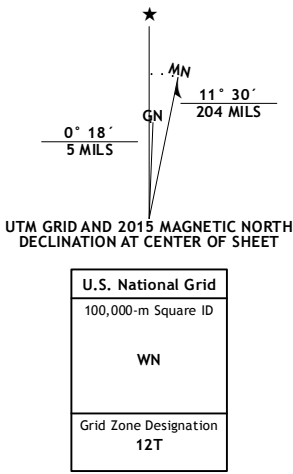 ★
MN
GN
11° 30´
204 MILS
0° 18´
5 MILS
UTM GRID AND 2015 MAGNETIC NORTH
DECLINATION AT CENTER OF SHEET
U.S. National Grid
100,000-m Square ID
WN
Grid Zone Designation
12T